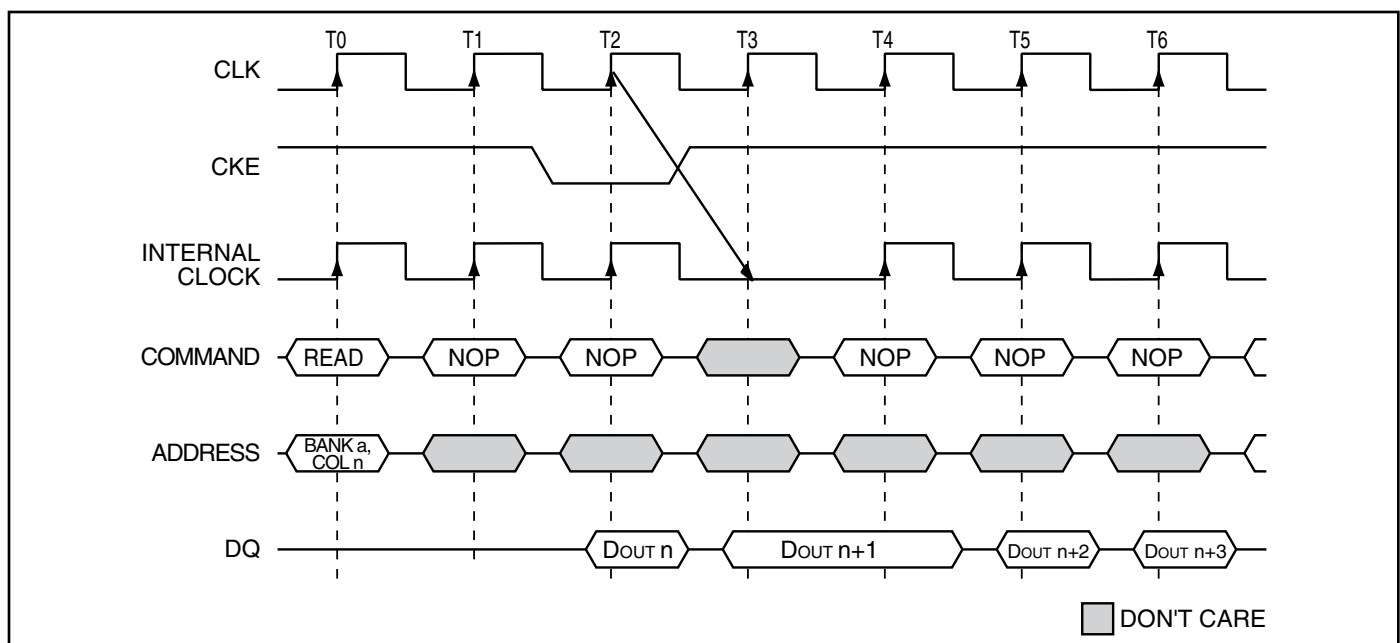 T0 T1 T2 T3 T4 T5 T6
CLK
CKE
INTERNAL
CLOCK
COMMAND READ NOP NOP NOP NOP NOP
ADDRESS BANK a,
COL n
DQ DOUT n DOUT n+1 DOUT n+2 DOUT n+3
DON'T CARE